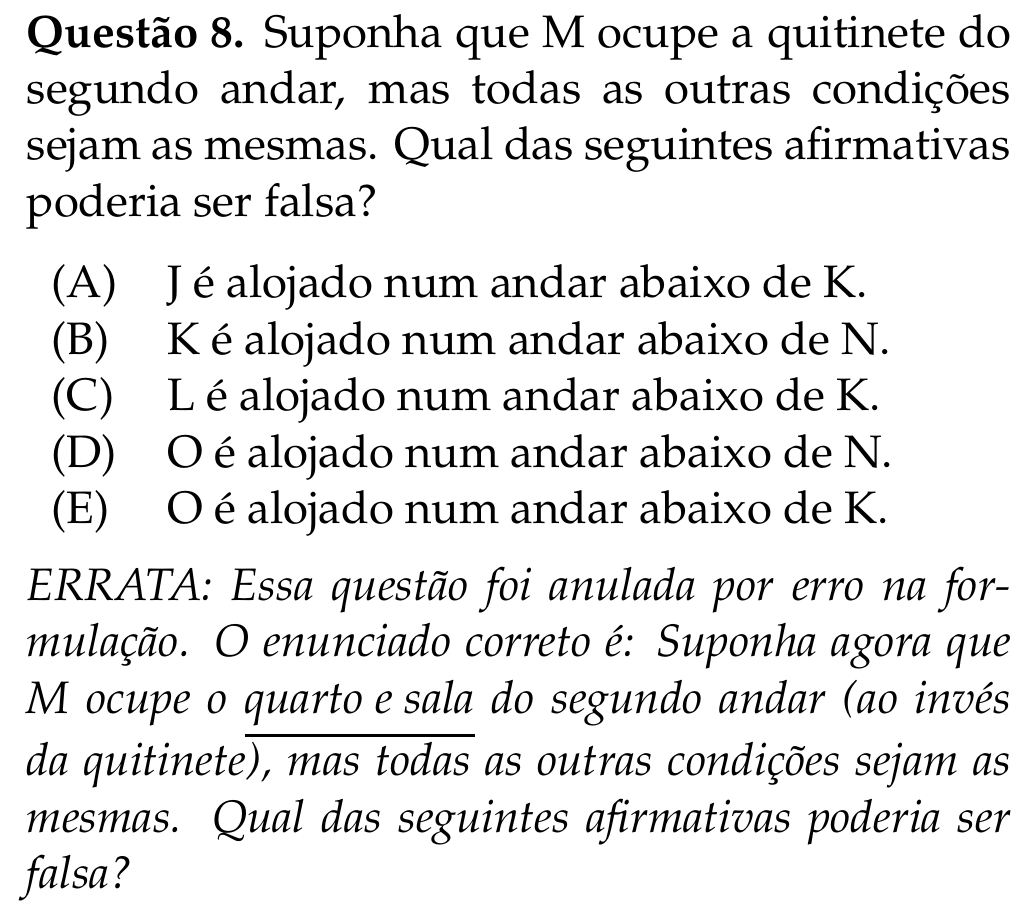 Questão 8. Suponha que M ocupe a quitinete do
segundo andar, mas todas as outras condições
sejam as mesmas. Qual das seguintes afirmativas
poderia ser falsa?
(A) J é alojado num andar abaixo de K.
(B) K é alojado num andar abaixo de N.
(C) L é alojado num andar abaixo de K.
(D) O é alojado num andar abaixo de N.
(E) O é alojado num andar abaixo de K.
ERRATA: Essa questão foi anulada por erro na for-
mulação. O enunciado correto é: Suponha agora que
M ocupe o quarto e sala do segundo andar (ao invés
da quitinete), mas todas as outras condições sejam as
mesmas. Qual das seguintes afirmativas poderia ser
falsa?